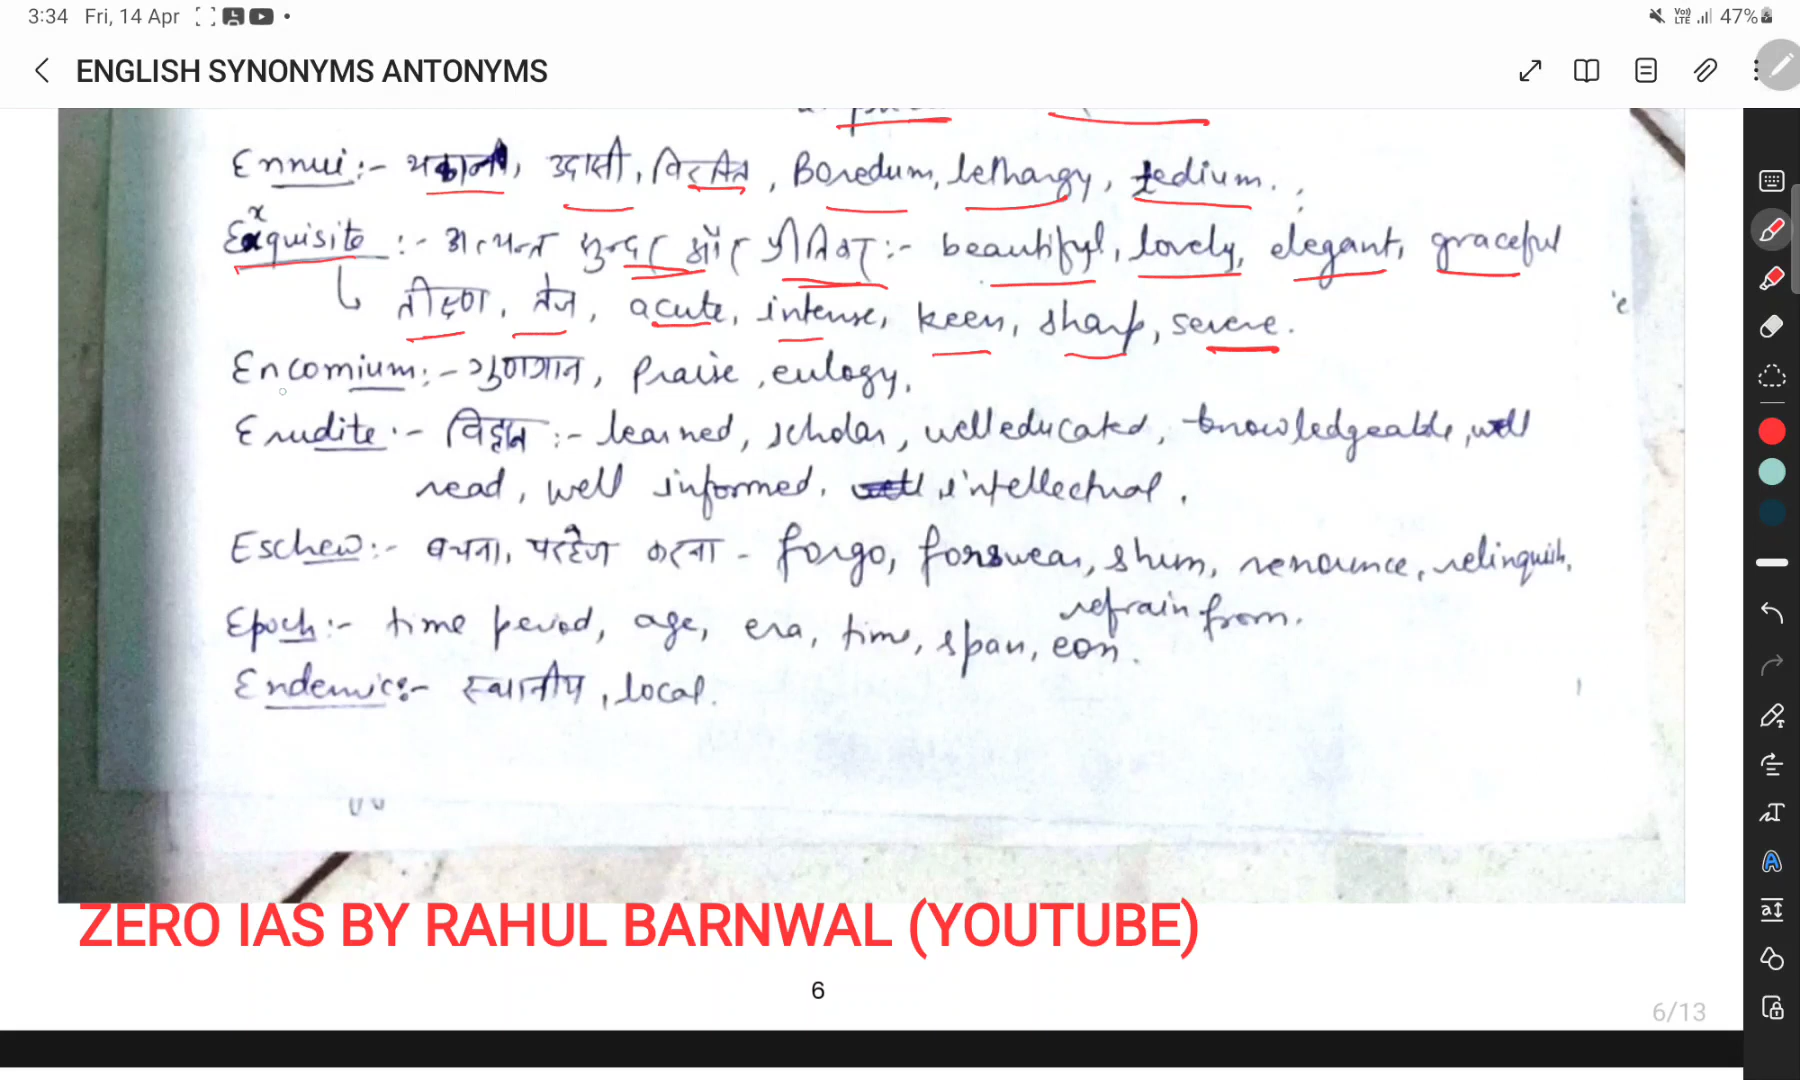 3:34 Fri, 14 Apr 47%
ENGLISH SYNONYMS ANTONYMS
Ennui:- थकान, उदासी, विरक्ति, Boredum, lethargy, tedium.
Exquisite :- अत्यन्त सुन्दर और :- beautiful, lovely, elegant, graceful
तीक्ष्ण, तेज, acute, intense, keen, sharp, severe.
Encomium:- गुणगान, Praise, eulogy,
Erudite:- विद्वान :- learned, scholar, well educated, knowledgeable, well
read, well informed, intellectual.
Eschew:- बचना, परहेज करना - forgo, forswear, shum, renounce, relinquish,
refrain from.
Epoch:- time period, age, era, time, span, eon.
Endemic:- स्थानीय, local.
ZERO IAS BY RAHUL BARNWAL (YOUTUBE)
6
6/13